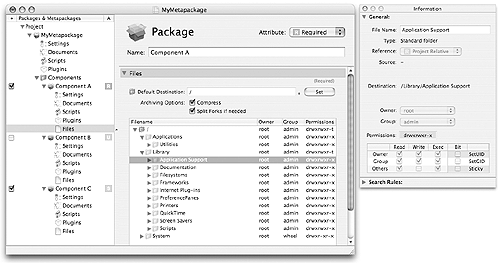 MyMetapackage
Packages & Metapackages
Project
MyMetapackage
Settings
Documents
Scripts
Plugins
Components
Component A R
Settings
Documents
Scripts
Plugins
Files
Component B R
Settings
Documents
Scripts
Plugins
Files
Component C R
Settings
Documents
Scripts
Plugins
Files
Package
Attribute: R Required
Name: Component A
Files
(Required)
Default Destination: / Set
Archiving Options: Compress
Split Forks if needed
Filename Owner Group Permissions
/ root admin drwxrwxr-t
Applications root admin drwxrwxr-x
Utilities root admin drwxrwxr-x
Library root admin drwxrwxr-x
Application Support root admin drwxrwxr-x
Documentation root admin drwxrwxr-x
Filesystems root admin drwxrwxr-x
Frameworks root admin drwxrwxr-x
Internet Plug-Ins root admin drwxrwxr-x
PreferencePanes root admin drwxrwxr-x
Printers root admin drwxrwxr-x
QuickTime root admin drwxrwxr-x
Screen Savers root admin drwxrwxr-x
Scripts root admin drwxrwxr-x
System root wheel drwxr-xr-x
Information
General:
File Name: Application Support
Type: Standard folder
Reference: Project Relative
Source: -
Destination: /Library/Application Support
Owner: root
Group: admin
Permissions: drwxrwxr-x
Read Write Exec Bit
Owner SetUID
Group SetGID
Others Sticky
Search Rules: